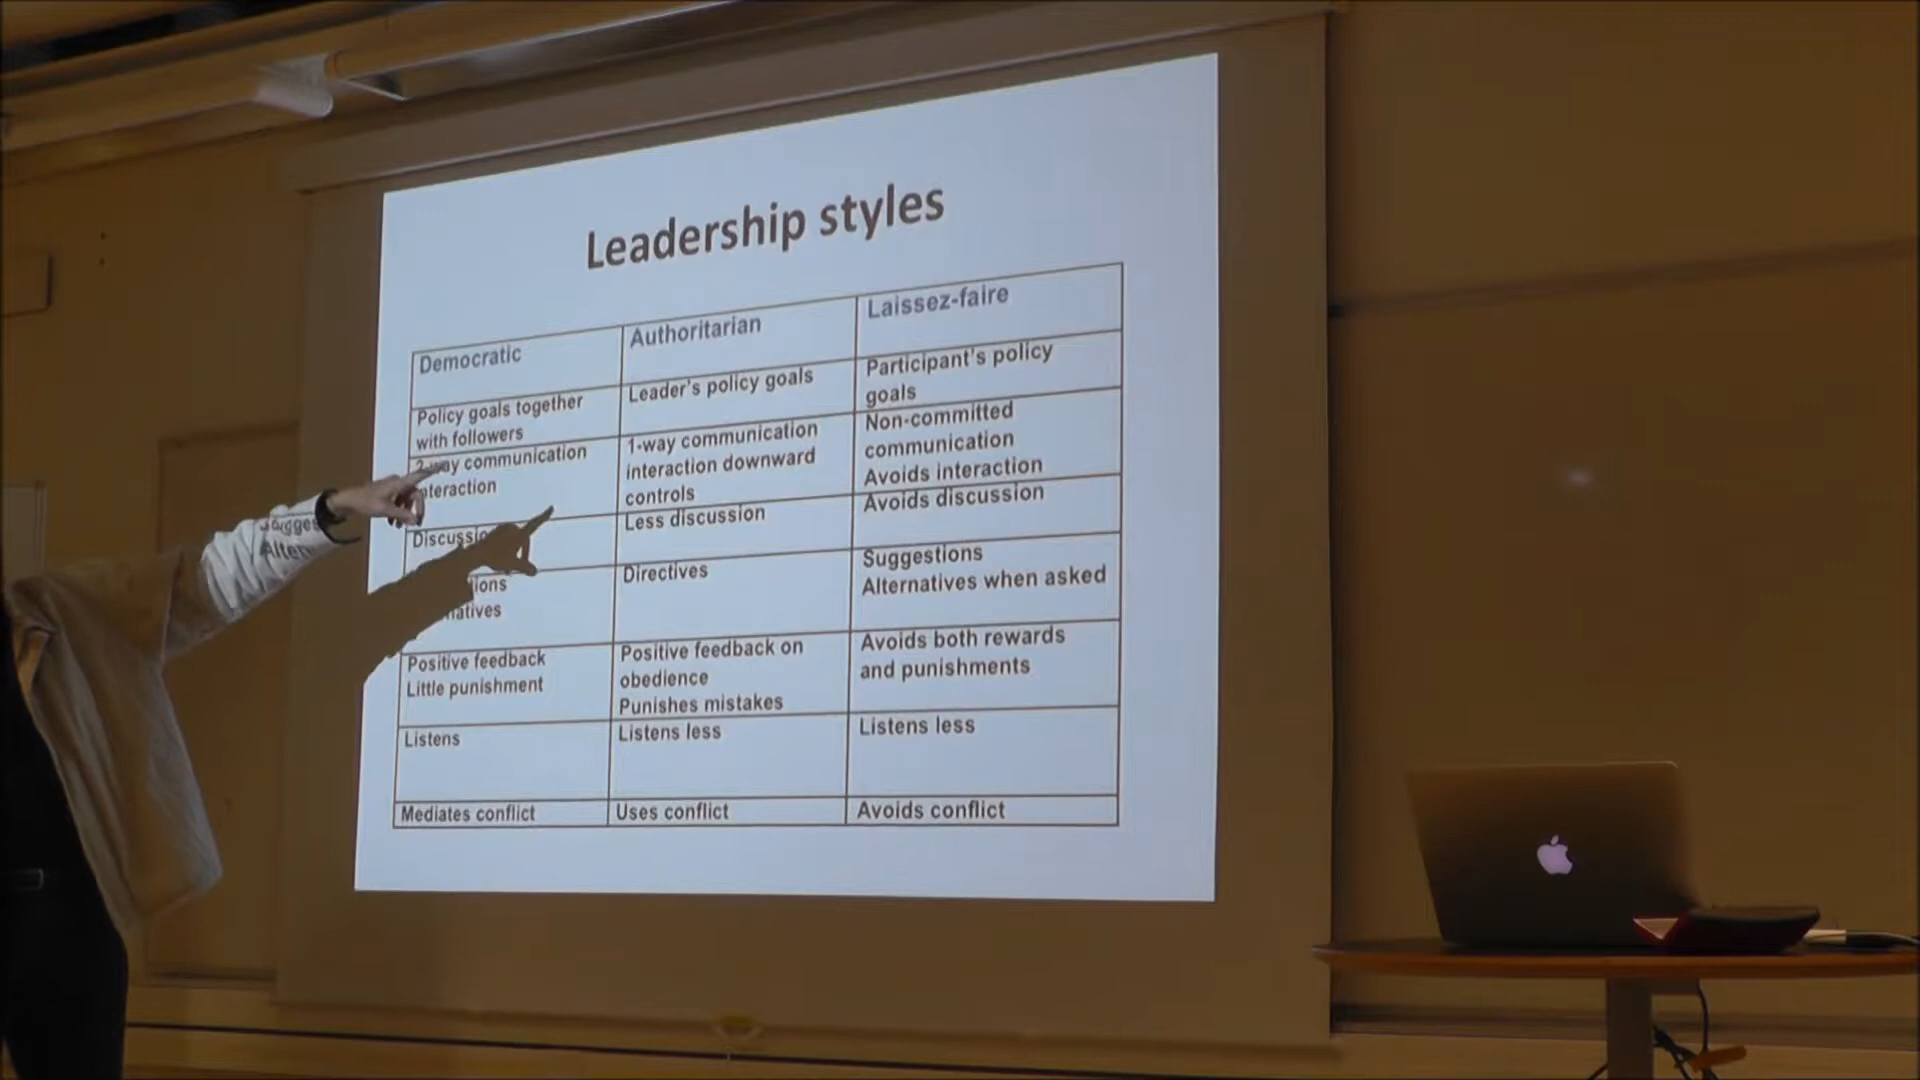 Leadership styles
Democratic
Authoritarian
Laissez-faire
Policy goals together
with followers
Leader's policy goals
Participant's policy
goals
2-way communication
interaction
1-way communication
interaction downward
controls
Non-committed
communication
Avoids interaction
Less discussion
Avoids discussion
Directives
Suggestions
Alternatives when asked
Positive feedback
Little punishment
Positive feedback on
obedience
Punishes mistakes
Avoids both rewards
and punishments
Listens
Listens less
Listens less
Mediates conflict
Uses conflict
Avoids conflict